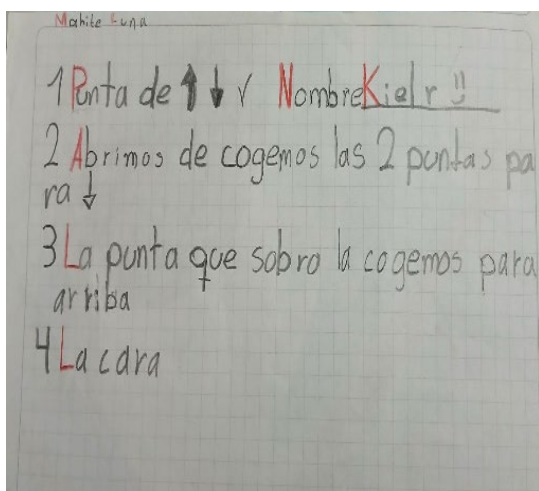 Mahite Luna
1 Punta de ⬆ ⬇ √ Nombre Kielr !!
2 Abrimos de cogemos las 2 puntas pa
ra ↓
3 La punta que sobro la cogemos para
arriba
4 La cara